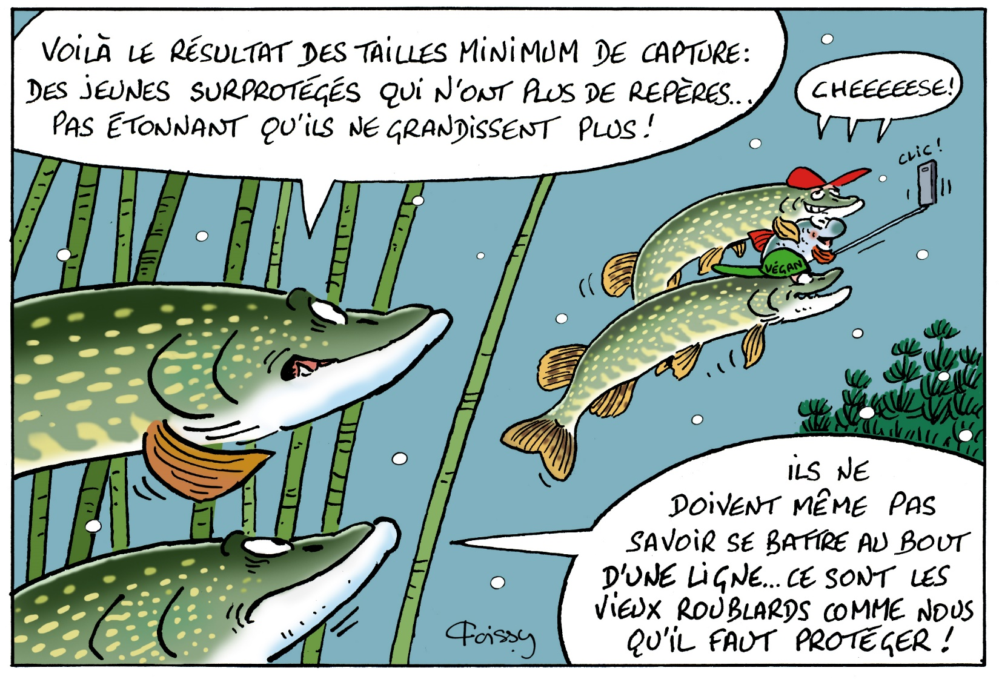 VOILÀ LE RÉSULTAT DES TAILLES MINIMUM DE CAPTURE:
DES JEUNES SURPROTÉGÉS QUI N'ONT PLUS DE REPÈRES...
PAS ÉTONNANT QU'ILS NE GRANDISSENT PLUS!
CHEEEEESE!
CLIC!
VÉGAN
ILS NE
DOIVENT MÊME PAS
SAVOIR SE BATTRE AU BOUT
D'UNE LIGNE... CE SONT LES
VIEUX ROUBLARDS COMME NOUS
QU'IL FAUT PROTÉGER!